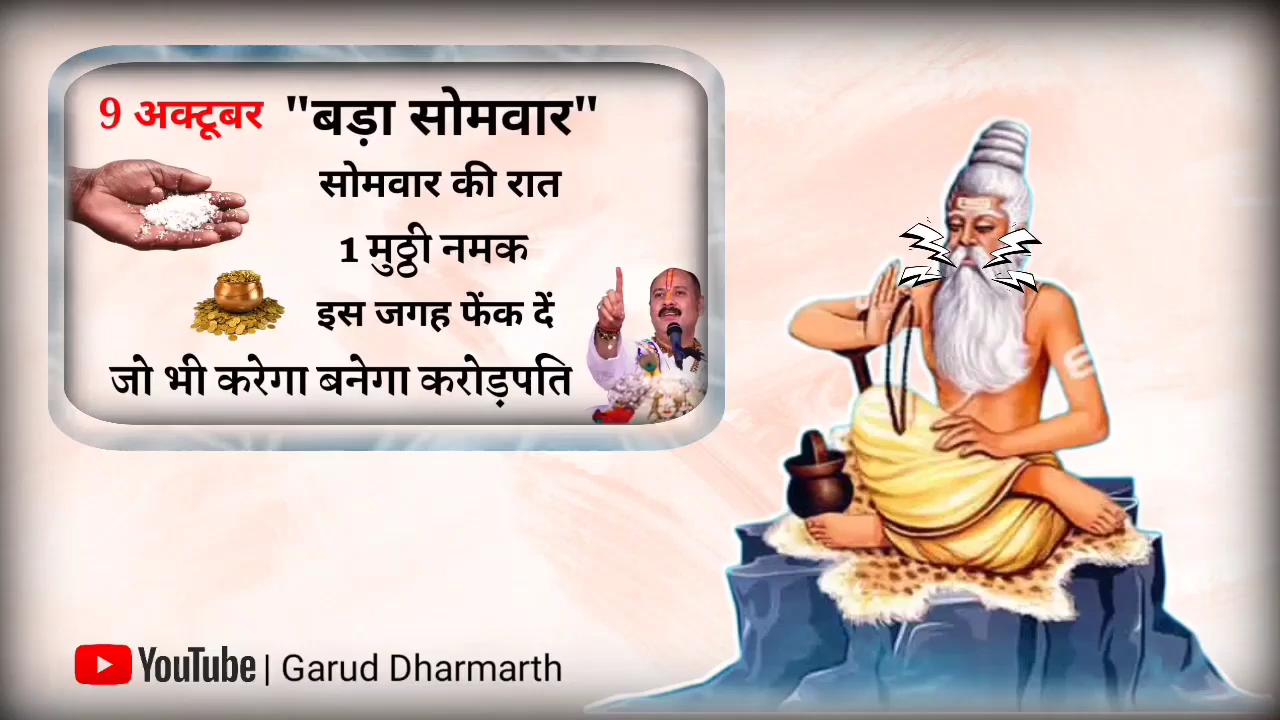 9 अक्टूबर "बड़ा सोमवार"
सोमवार की रात
1 मुठ्ठी नमक
इस जगह फेंक दें
जो भी करेगा बनेगा करोड़पति
YouTube | Garud Dharmarth